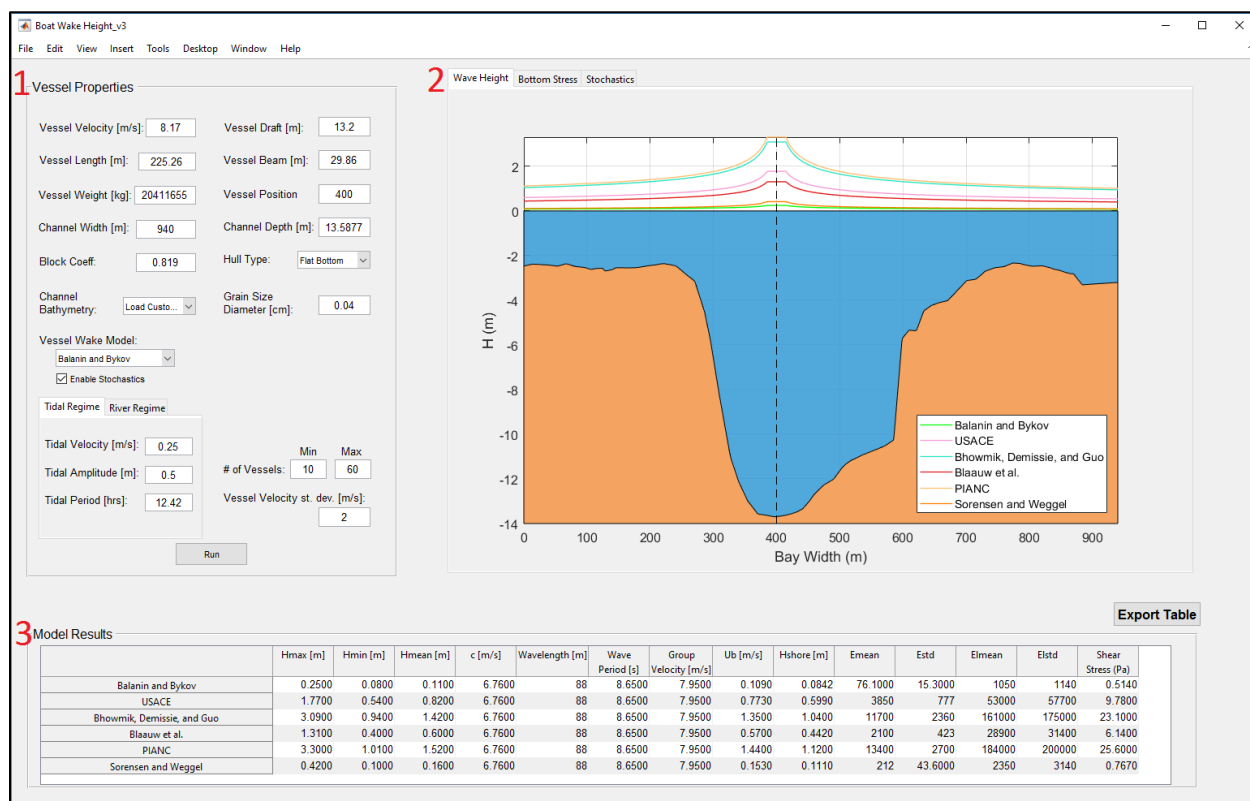 Boat Wake Height_v3
File Edit View Insert Tools Desktop Window Help
1 Vessel Properties
Vessel Velocity [m/s]: 8.17 Vessel Draft [m]: 13.2
Vessel Length [m]: 225.26 Vessel Beam [m]: 29.86
Vessel Weight [kg]: 20411655 Vessel Position 400
Channel Width [m]: 940 Channel Depth [m]: 13.5877
Block Coeff: 0.819 Hull Type: Flat Bottom
Channel Bathymetry: Load Custo... Grain Size Diameter [cm]: 0.04
Vessel Wake Model:
Balanin and Bykov
Enable Stochastics
Tidal Regime River Regime
Tidal Velocity [m/s]: 0.25
Tidal Amplitude [m]: 0.5
Tidal Period [hrs]: 12.42
Min Max
# of Vessels: 10 60
Vessel Velocity st. dev. [m/s]:
2
Run
2 Wave Height Bottom Stress Stochastics
2
0
-2
-4
-6
-8
-10
-12
-14
H (m)
0 100 200 300 400 500 600 700 800 900
Bay Width (m)
Balanin and Bykov
USACE
Bhowmik, Demissie, and Guo
Blaauw et al.
PIANC
Sorensen and Weggel
Export Table
3 Model Results
Hmax [m] Hmin [m] Hmean [m] c [m/s] Wavelength [m] Wave Period [s] Group Velocity [m/s] Ub [m/s] Hshore [m] Emean Estd Elmean Elstd Shear Stress (Pa)
Balanin and Bykov 0.2500 0.0800 0.1100 6.7600 88 8.6500 7.9500 0.1090 0.0842 76.1000 15.3000 1050 1140 0.5140
USACE 1.7700 0.5400 0.8200 6.7600 88 8.6500 7.9500 0.7730 0.5990 3850 777 53000 57700 9.7800
Bhowmik, Demissie, and Guo 3.0900 0.9400 1.4200 6.7600 88 8.6500 7.9500 1.3500 1.0400 11700 2360 161000 175000 23.1000
Blaauw et al. 1.3100 0.4000 0.6000 6.7600 88 8.6500 7.9500 0.5700 0.4420 2100 423 28900 31400 6.1400
PIANC 3.3000 1.0100 1.5200 6.7600 88 8.6500 7.9500 1.4400 1.1200 13400 2700 184000 200000 25.6000
Sorensen and Weggel 0.4200 0.1000 0.1600 6.7600 88 8.6500 7.9500 0.1530 0.1110 212 43.6000 2350 3140 0.7670